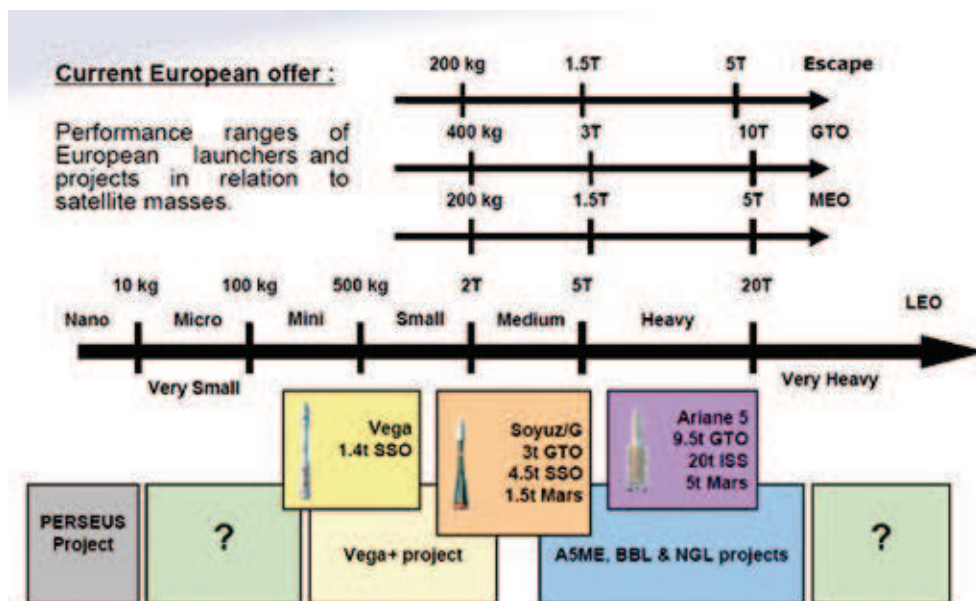 Current European offer :
Performance ranges of
European launchers and
projects in relation to
satellite masses.
200 kg 1.5T 5T Escape
400 kg 3T 10T GTO
200 kg 1.5T 5T MEO
10 kg 100 kg 500 kg 2T 5T 20T LEO
Nano Micro Mini Small Medium Heavy
Very Small Very Heavy
Vega
1.4t SSO
Soyuz/G
3t GTO
4.5t SSO
1.5t Mars
Ariane 5
9.5t GTO
20t ISS
5t Mars
PERSEUS
Project
?
Vega+ project
A5ME, BBL & NGL projects
?